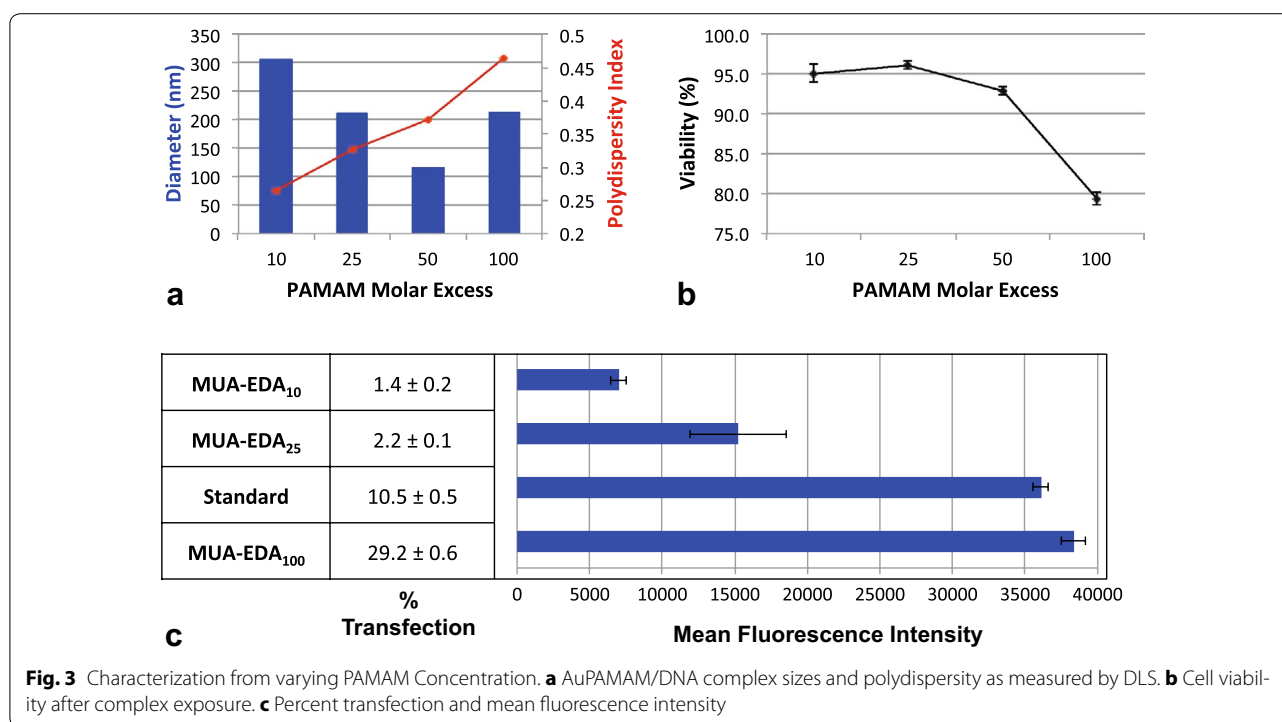 350
300
250
200
150
100
50
0
Diameter (nm)
0.5
0.45
0.4
0.35
0.3
0.25
0.2
Polydispersity Index
10 25 50 100
PAMAM Molar Excess
a
100.0
95.0
90.0
85.0
80.0
75.0
Viability (%)
10 25 50 100
PAMAM Molar Excess
b
MUA-EDA₁₀ 1.4 ± 0.2
MUA-EDA₂₅ 2.2 ± 0.1
Standard 10.5 ± 0.5
MUA-EDA₁₀₀ 29.2 ± 0.6
%
Transfection
0 5000 10000 15000 20000 25000 30000 35000 40000
Mean Fluorescence Intensity
c
Fig. 3 Characterization from varying PAMAM Concentration. a AuPAMAM/DNA complex sizes and polydispersity as measured by DLS. b Cell viabil-
ity after complex exposure. c Percent transfection and mean fluorescence intensity